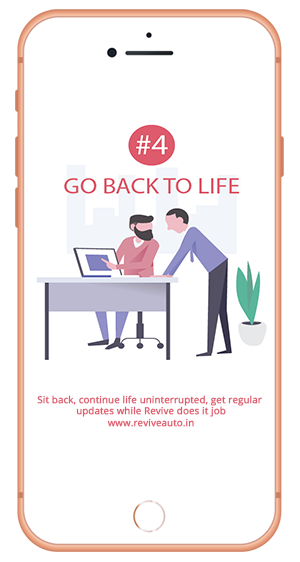 #4
GO BACK TO LIFE
Sit back, continue life uninterrupted, get regular
updates while Revive does it job
www.reviveauto.in